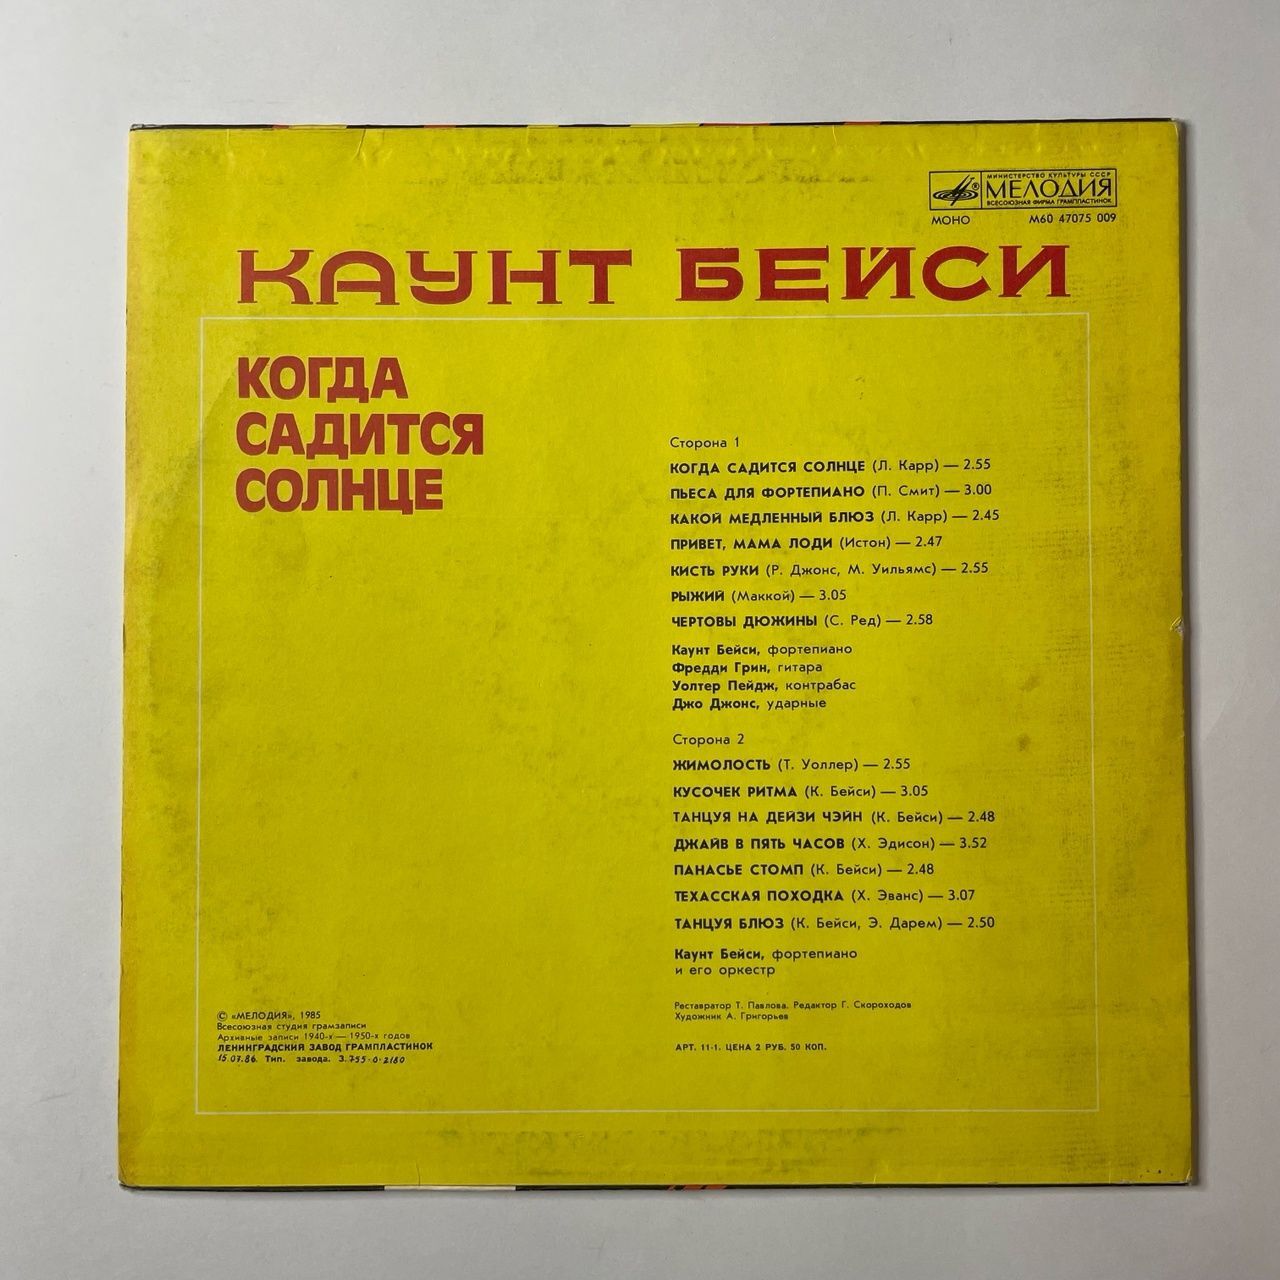 МИНИСТЕРСТВО КУЛЬТУРЫ СССР
МЕЛОДИЯ
ВСЕСОЮЗНАЯ ФИРМА ГРАМПЛАСТИНОК
МОНО М60 47075 009
КАУНТ БЕЙСИ
КОГДА
САДИТСЯ
СОЛНЦЕ
Сторона 1
КОГДА САДИТСЯ СОЛНЦЕ (Л. Карр) — 2.55
ПЬЕСА ДЛЯ ФОРТЕПИАНО (П. Смит) — 3.00
КАКОЙ МЕДЛЕННЫЙ БЛЮЗ (Л. Карр) — 2.45
ПРИВЕТ, МАМА ЛОДИ (Истон) — 2.47
КИСТЬ РУКИ (Р. Джонс, М. Уильямс) — 2.55
РЫЖИЙ (Маккой) — 3.05
ЧЕРТОВЫ ДЮЖИНЫ (С. Ред) — 2.58
Каунт Бейси, фортепиано
Фредди Грин, гитара
Уолтер Пейдж, контрабас
Джо Джонс, ударные
Сторона 2
ЖИМОЛОСТЬ (Т. Уоллер) — 2.55
КУСОЧЕК РИТМА (К. Бейси) — 3.05
ТАНЦУЯ НА ДЕЙЗИ ЧЭЙН (К. Бейси) — 2.48
ДЖАЙВ В ПЯТЬ ЧАСОВ (Х. Эдисон) — 3.52
ПАНАСЬЕ СТОМП (К. Бейси) — 2.48
ТЕХАССКАЯ ПОХОДКА (Х. Эванс) — 3.07
ТАНЦУЯ БЛЮЗ (К. Бейси, Э. Дарем) — 2.50
Каунт Бейси, фортепиано
и его оркестр
Реставратор Т. Павлова. Редактор Г. Скороходов
Художник А. Григорьев
АРТ. 11-1. ЦЕНА 2 РУБ. 50 КОП.
© «МЕЛОДИЯ», 1985
Всесоюзная студия грамзаписи
Архивные записи 1940-х — 1950-х годов
ЛЕНИНГРАДСКИЙ ЗАВОД ГРАМПЛАСТИНОК
15.07.86. Тип. завода. З. 755-0-2180